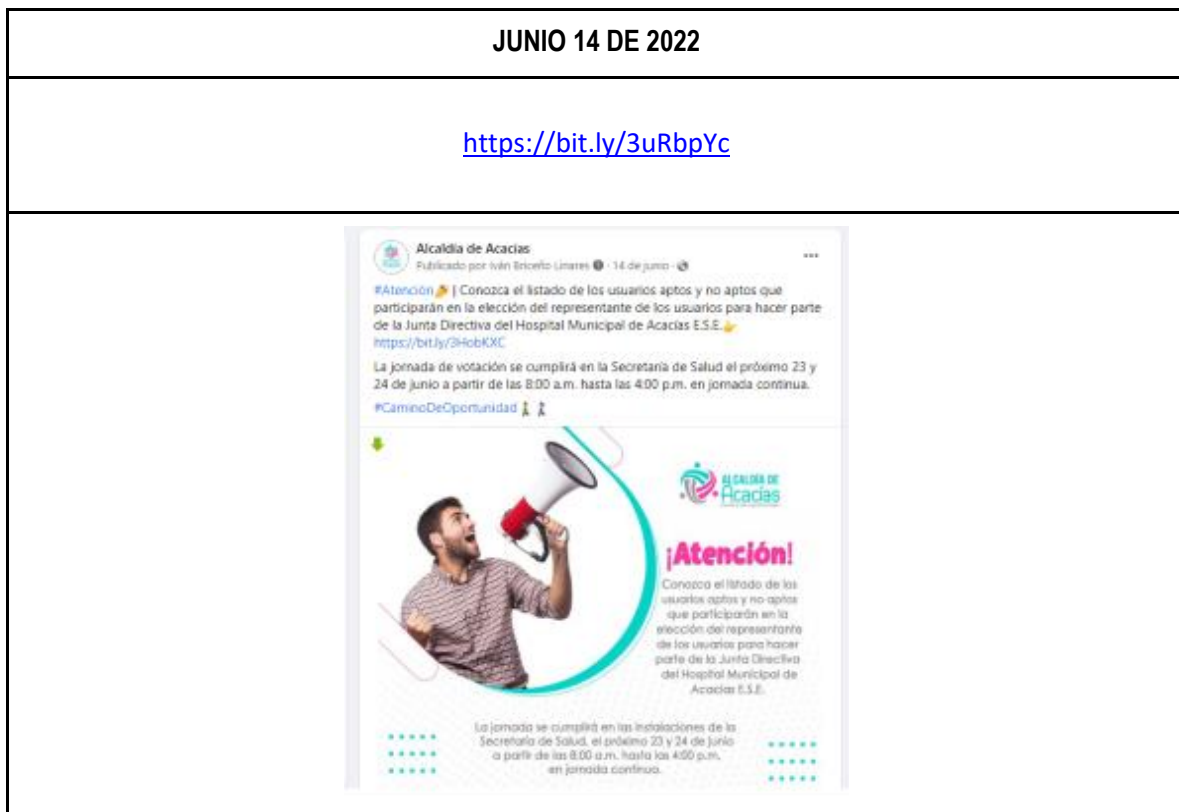 JUNIO 14 DE 2022
https://bit.ly/3uRbpYc
Alcaldía de Acacías
Publicado por Iván Briceño Linares · 14 de junio ·
#Atención | Conozca el listado de los usuarios aptos y no aptos que
participarán en la elección del representante de los usuarios para hacer parte
de la Junta Directiva del Hospital Municipal de Acacías E.S.E.
https://bit.ly/3HobKXC
La jornada de votación se cumplirá en la Secretaría de Salud el próximo 23 y
24 de junio a partir de las 8:00 a.m. hasta las 4:00 p.m. en jornada continua.
#CaminoDeOportunidad
ALCALDÍA DE
Acacías
¡Atención!
Conozca el listado de los
usuarios aptos y no aptos
que participarán en la
elección del representante
de los usuarios para hacer
parte de la Junta Directiva
del Hospital Municipal de
Acacías E.S.E.
La jornada se cumplirá en las instalaciones de la
Secretaría de Salud, el próximo 23 y 24 de junio
a partir de las 8:00 a.m. hasta las 4:00 p.m.
en jornada continua.